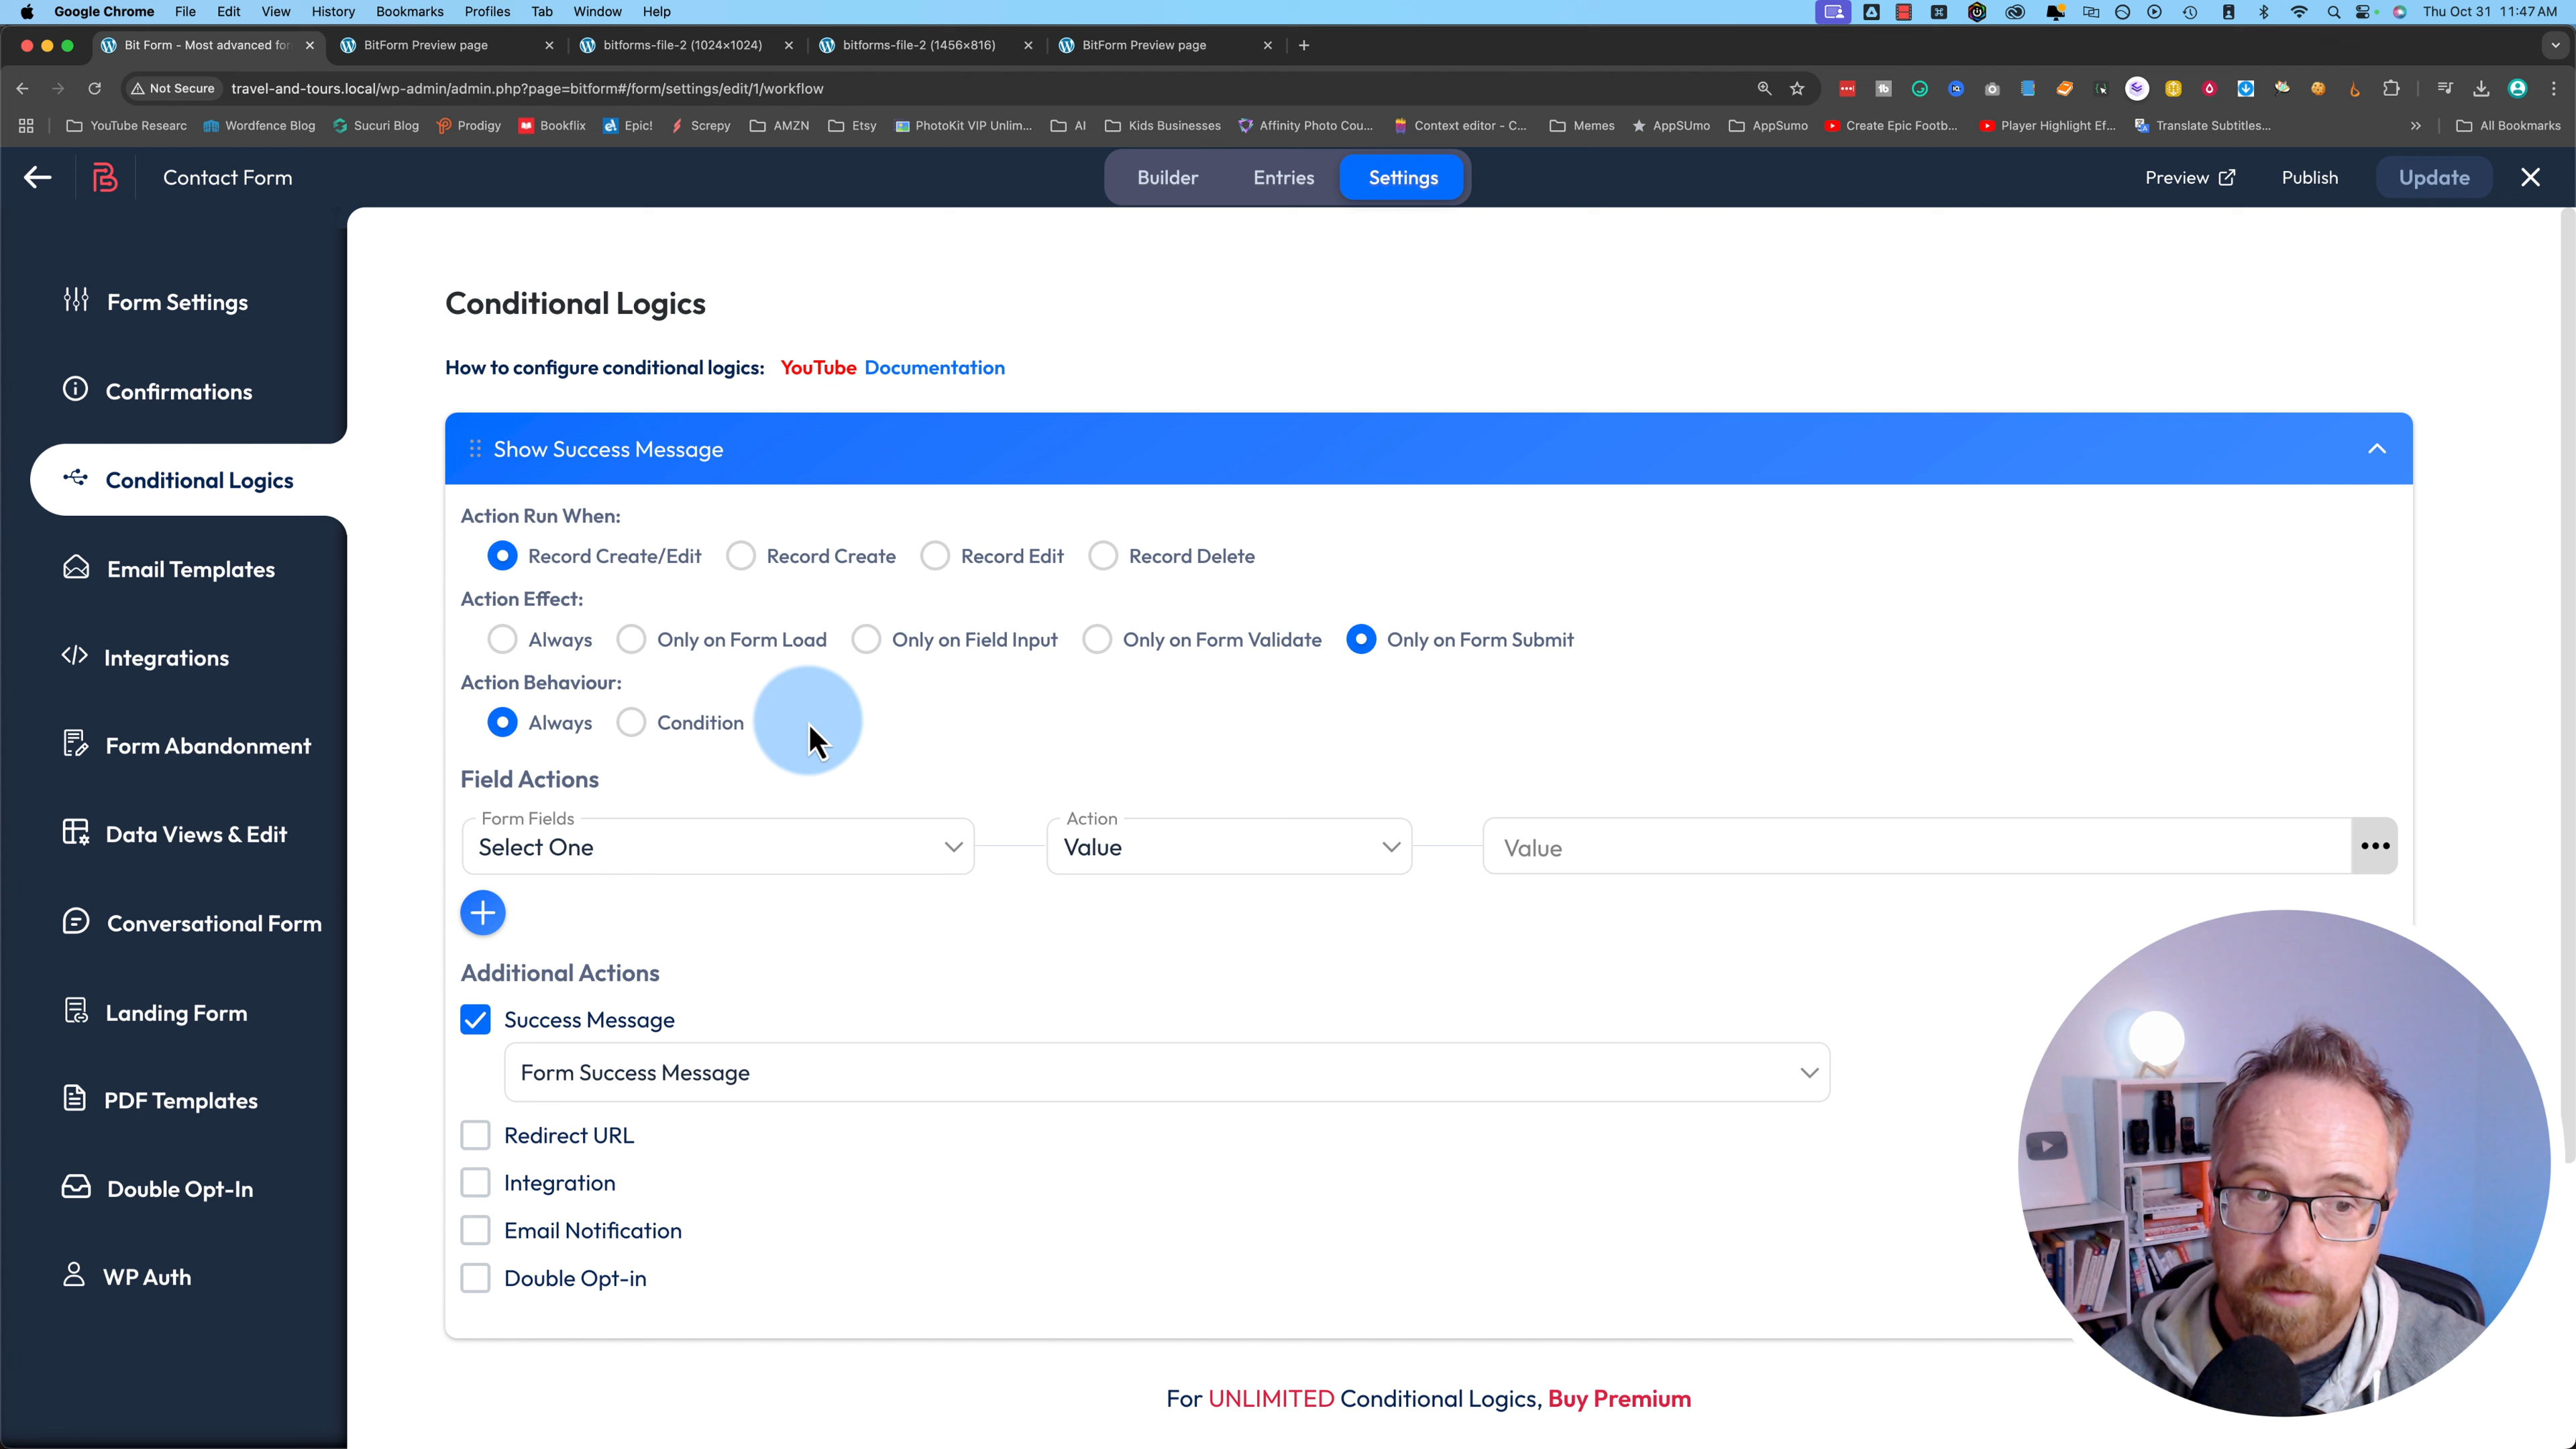 Google Chrome File Edit View History Bookmarks Profiles Tab Window Help Thu Oct 31 11:47 AM
Bit Form - Most advanced for BitForm Preview page bitforms-file-2 (1024×1024) bitforms-file-2 (1456×816) BitForm Preview page
Not Secure travel-and-tours.local/wp-admin/admin.php?page=bitform#/form/settings/edit/1/workflow
YouTube Researc Wordfence Blog Sucuri Blog Prodigy Bookflix Epic! Screpy AMZN Etsy PhotoKit VIP Unlim... AI Kids Businesses Affinity Photo Cou... Context editor - C... Memes AppSUmo AppSumo Create Epic Footb... Player Highlight Ef... Translate Subtitles... All Bookmarks
Contact Form Builder Entries Settings Preview Publish Update
Form Settings
Confirmations
Conditional Logics
Email Templates
Integrations
Form Abandonment
Data Views & Edit
Conversational Form
Landing Form
PDF Templates
Double Opt-In
WP Auth
Conditional Logics
How to configure conditional logics: YouTube Documentation
Show Success Message
Action Run When:
Record Create/Edit Record Create Record Edit Record Delete
Action Effect:
Always Only on Form Load Only on Field Input Only on Form Validate Only on Form Submit
Action Behaviour:
Always Condition
Field Actions
Form Fields Action
Select One Value Value
Additional Actions
Success Message
Form Success Message
Redirect URL
Integration
Email Notification
Double Opt-in
For UNLIMITED Conditional Logics, Buy Premium